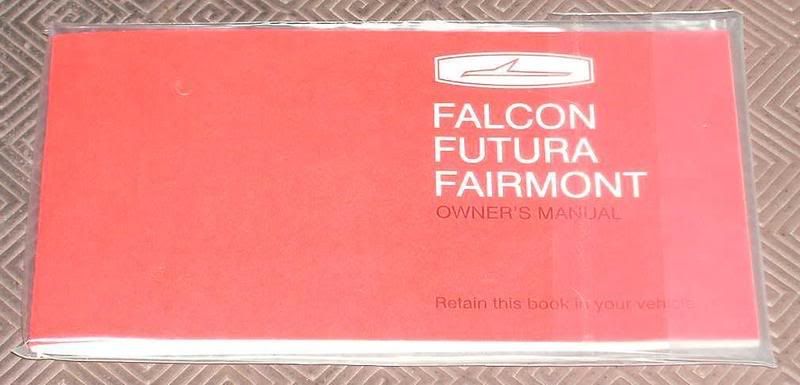 FALCON
FUTURA
FAIRMONT
OWNER'S MANUAL
Retain this book in your vehicle